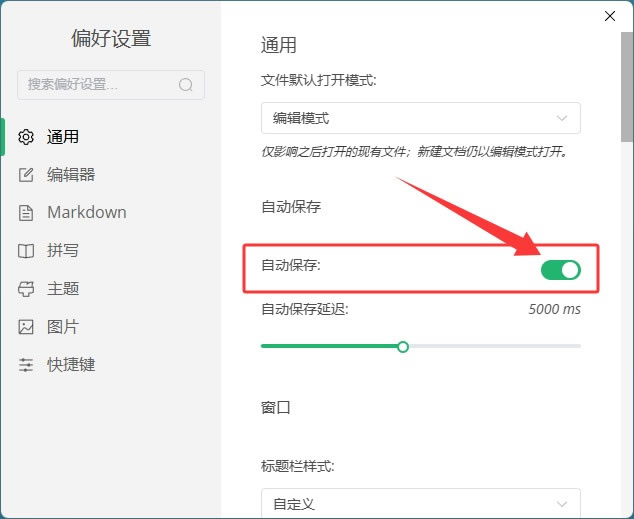 偏好设置
搜索偏好设置...
通用
编辑器
Markdown
拼写
主题
图片
快捷键
通用
文件默认打开模式:
编辑模式
仅影响之后打开的现有文件；新建文档仍以编辑模式打开。
自动保存
自动保存:
自动保存延迟: 5000 ms
窗口
标题栏样式:
自定义